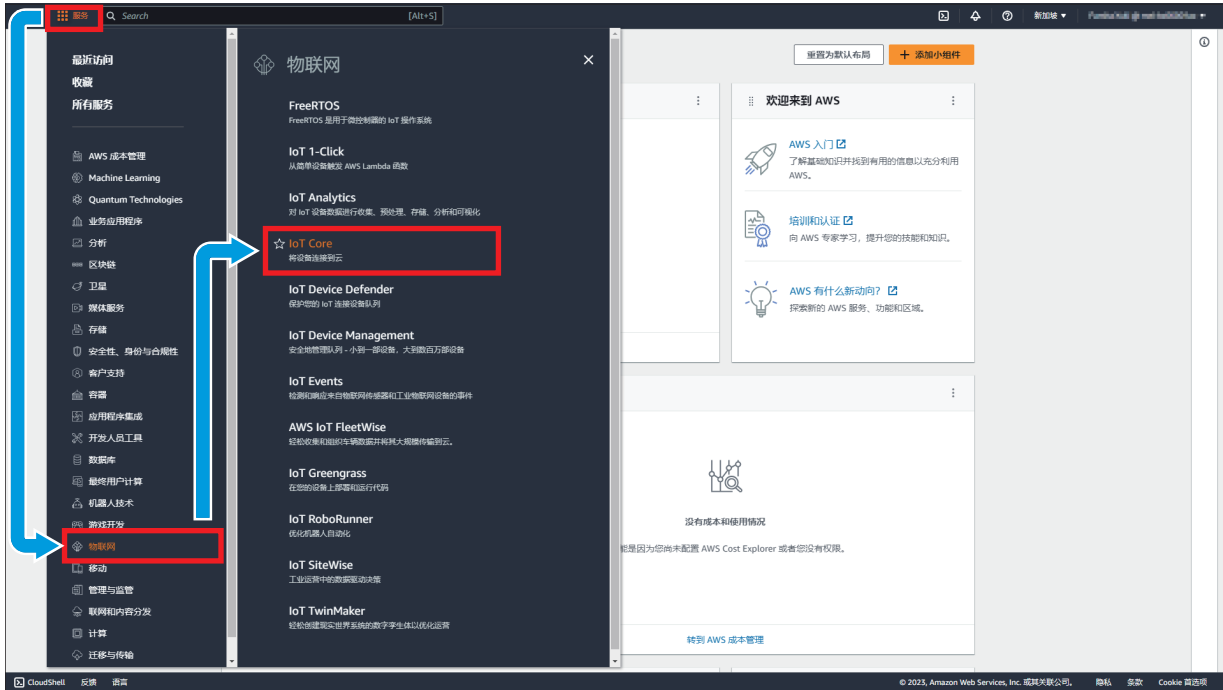 服务
Search
[Alt+S]
新加坡
最近访问
收藏
所有服务
AWS 成本管理
Machine Learning
Quantum Technologies
业务应用程序
分析
区块链
卫星
媒体服务
存储
安全性、身份与合规性
客户支持
容器
应用程序集成
开发人员工具
数据库
最终用户计算
机器人技术
游戏开发
物联网
移动
管理与监管
联网和内容分发
计算
迁移与传输
物联网
FreeRTOS
FreeRTOS 是用于微控制器的 IoT 操作系统
IoT 1-Click
从简单设备触发 AWS Lambda 函数
IoT Analytics
对 IoT 设备数据进行收集、预处理、存储、分析和可视化
IoT Core
将设备连接到云
IoT Device Defender
保护您的 IoT 连接设备队列
IoT Device Management
安全地管理队列 - 小到一部设备，大到数百万部设备
IoT Events
检测和响应来自物联网传感器和工业物联网设备的事件
AWS IoT FleetWise
轻松收集和组织车辆数据并将其大规模传输到云。
IoT Greengrass
在您的设备上部署和运行代码
IoT RoboRunner
优化机器人自动化
IoT SiteWise
工业运营中的数据驱动决策
IoT TwinMaker
轻松创建现实世界系统的数字孪生体以优化运营
重置为默认布局
添加小组件
欢迎来到 AWS
AWS 入门
了解基础知识并找到有用的信息以充分利用
AWS。
培训和认证
向 AWS 专家学习，提升您的技能和知识。
AWS 有什么新动向？
探索新的 AWS 服务、功能和区域。
没有成本和使用情况
能是因为您尚未配置 AWS Cost Explorer 或者您没有权限。
转到 AWS 成本管理
CloudShell
反馈
语言
© 2023, Amazon Web Services, Inc. 或其关联公司。
隐私
条款
Cookie 首选项